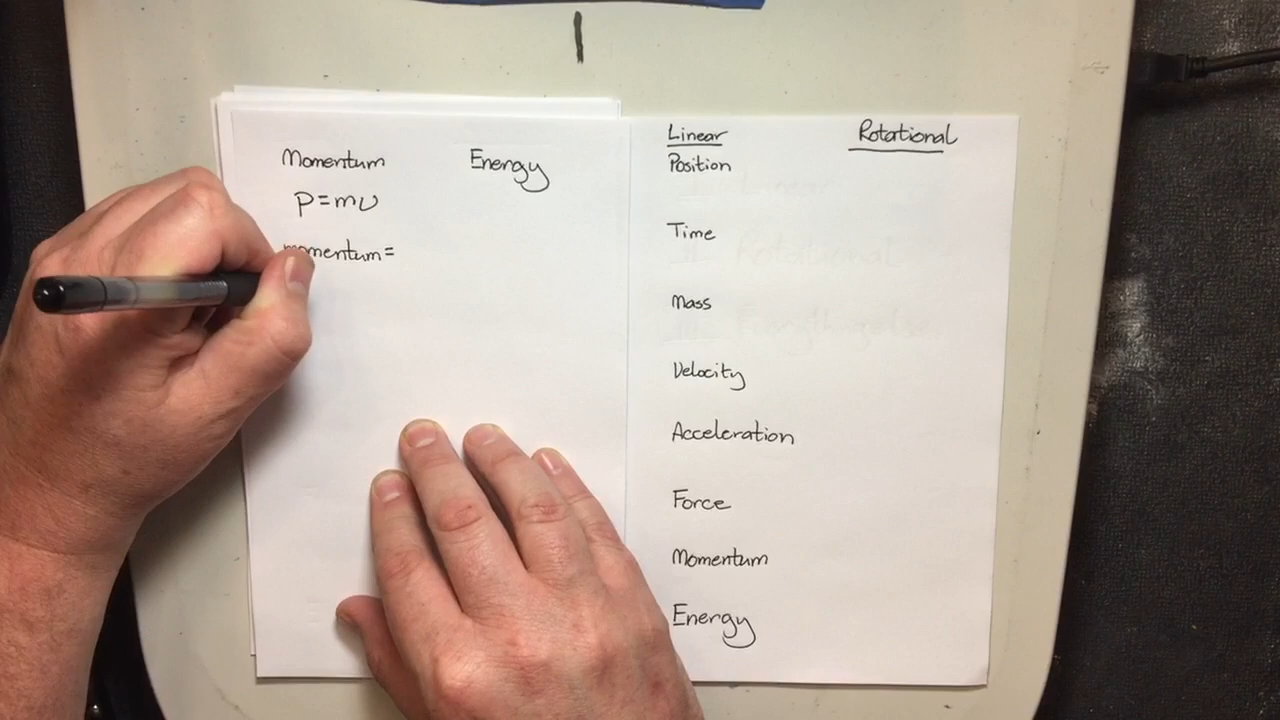 Momentum Energy
p=mv
momentum=
Linear Rotational
Position
Time
Mass
Velocity
Acceleration
Force
Momentum
Energy